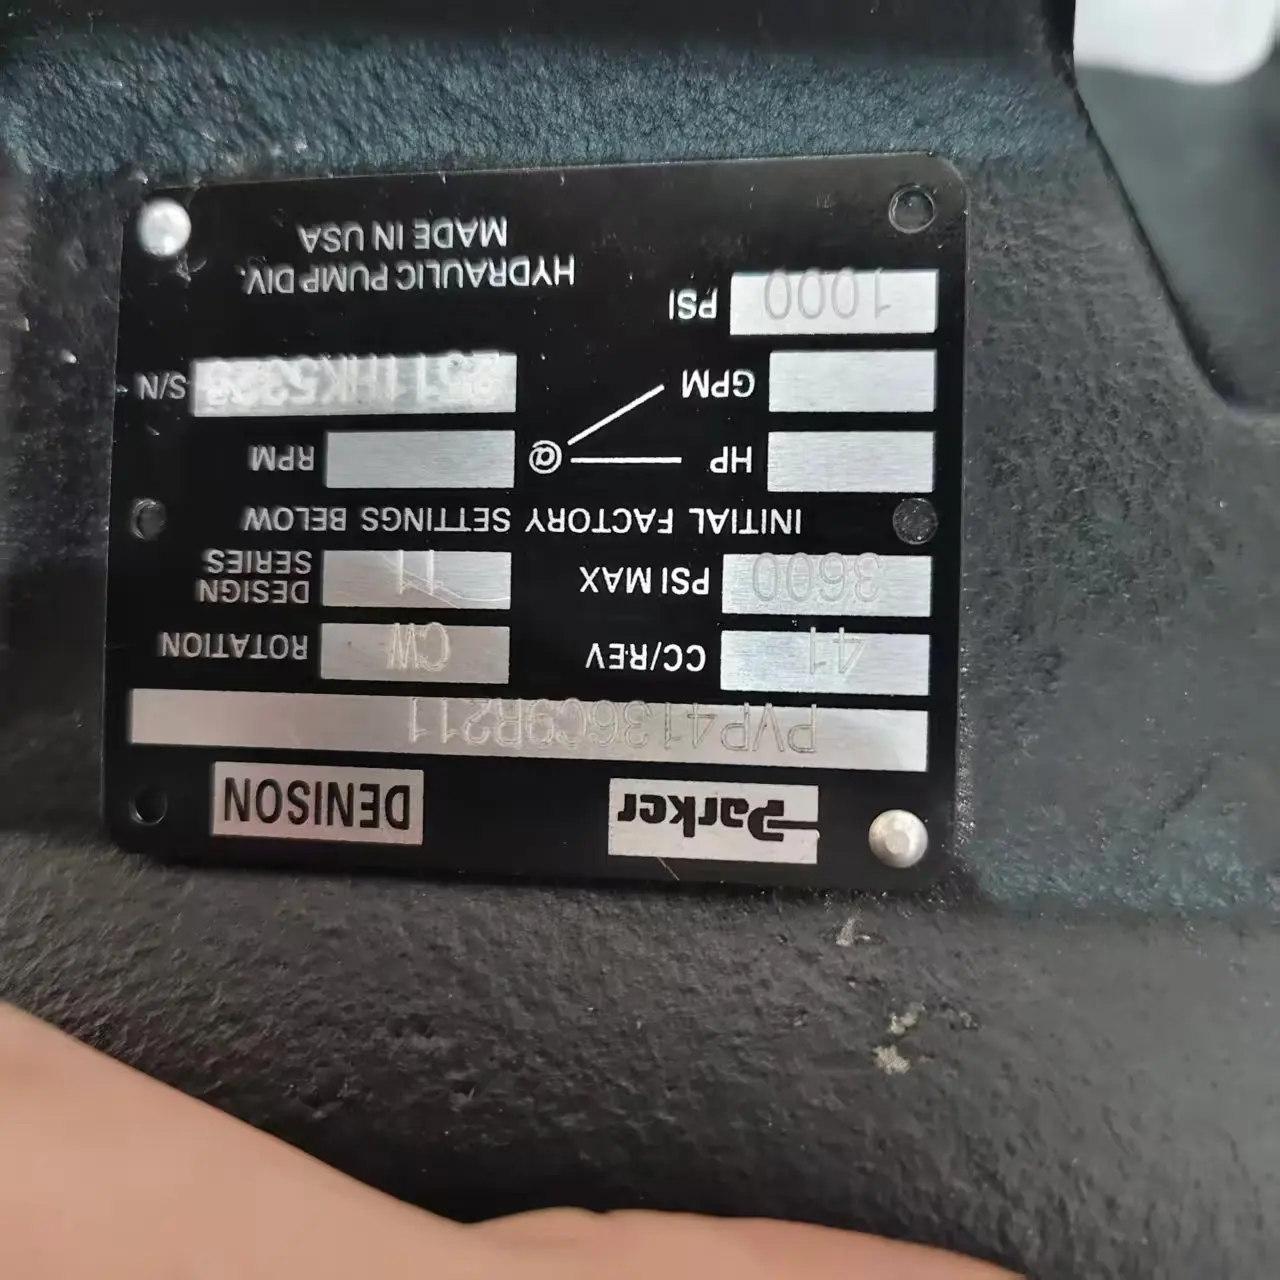 Parker DENISON
PVP4136C9R211
41 CC/REV CW ROTATION
3600 PSI MAX 11 DESIGN SERIES
INITIAL FACTORY SETTINGS BELOW
HP @ RPM
GPM S/N
1000 PSI HYDRAULIC PUMP DIV.
MADE IN USA